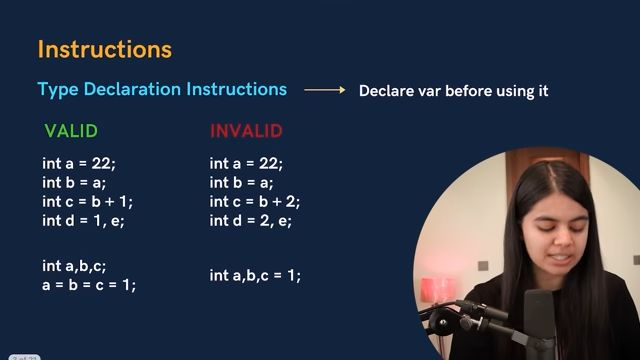 Instructions
Type Declaration Instructions
Declare var before using it
VALID
int a = 22;
int b = a;
int c = b + 1;
int d = 1, e;
int a,b,c;
a = b = c = 1;
INVALID
int a = 22;
int b = a;
int c = b + 2;
int d = 2, e;
int a,b,c = 1;